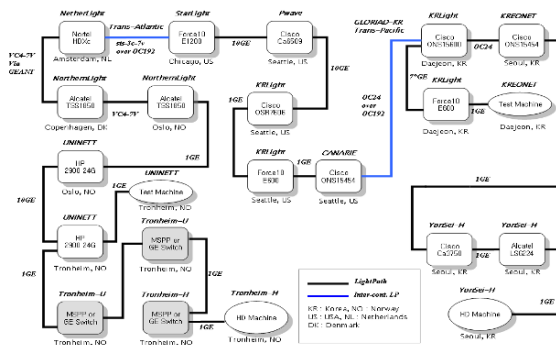 NetherLight
Nortel
HDXc
Amsterdam, NL
Trans-Atlantic
sts-3c-7v
over OC192
StarLight
Force10
E1200
Chicago, US
10GE
Pwave
Cisco
Ca6509
Seattle, US
10GE
VC4-7V
Via
GEANT
NorthernLight
Alcatel
TSS1850
Copenhagen, DK
VC4-7V
NorthernLight
Alcatel
TSS1850
Oslo, NO
KRLight
Cisco
Seattle, US
1GE
KRLight
Force10
E600
Seattle, US
1GE
CANARIE
Cisco
ONS15454
Seattle, US
GLORIAD-KR
Trans-Pacific
OC24
over
OC192
KRLight
Cisco
ONS15600
Daejeon, KR
OC24
KREONET
Cisco
ONS15454
Seoul, KR
7*GE
KRLight
Force10
E600
Daejeon, KR
1GE
KREONET
Test Machine
Daejeon, KR
UNINETT
HP
2900 24G
Oslo, NO
1GE
10GE
1GE
Test Machine
Tronheim, NO
UNINETT
HP
2900 24G
Tronheim, NO
1GE
Tronheim-U
MSPP or
GE Switch
Tronheim, NO
Tronheim-U
MSPP or
GE Switch
Tronheim, NO
1GE
Tronheim-H
MSPP or
GE Switch
Tronheim, NO
1GE
Tronheim-H
HD Machine
Tronheim, NO
LightPath
Inter-cont. LP
KR : Korea, NO : Norway
US : USA, NL : Netherlands
DK : Denmark
1GE
YonSei-H
Cisco
Ca3750
Seoul, KR
1GE
YonSei-H
Alcatel
LSG224
Seoul, KR
YonSei-H
HD Machine
Seoul, KR
1GE